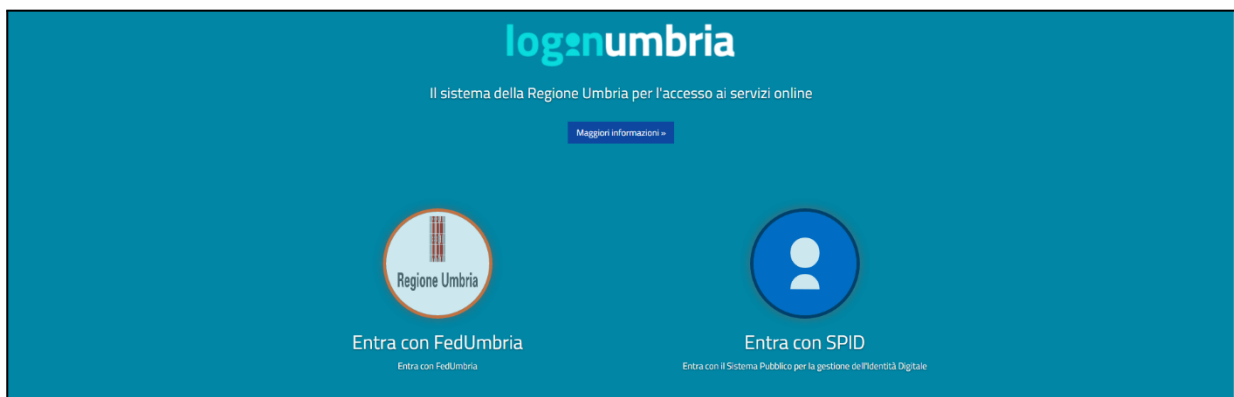 loginumbria
Il sistema della Regione Umbria per l'accesso ai servizi online
Maggiori informazioni »
Regione Umbria
Entra con FedUmbria
Entra con FedUmbria
Entra con SPID
Entra con il Sistema Pubblico per la gestione dell'Identità Digitale